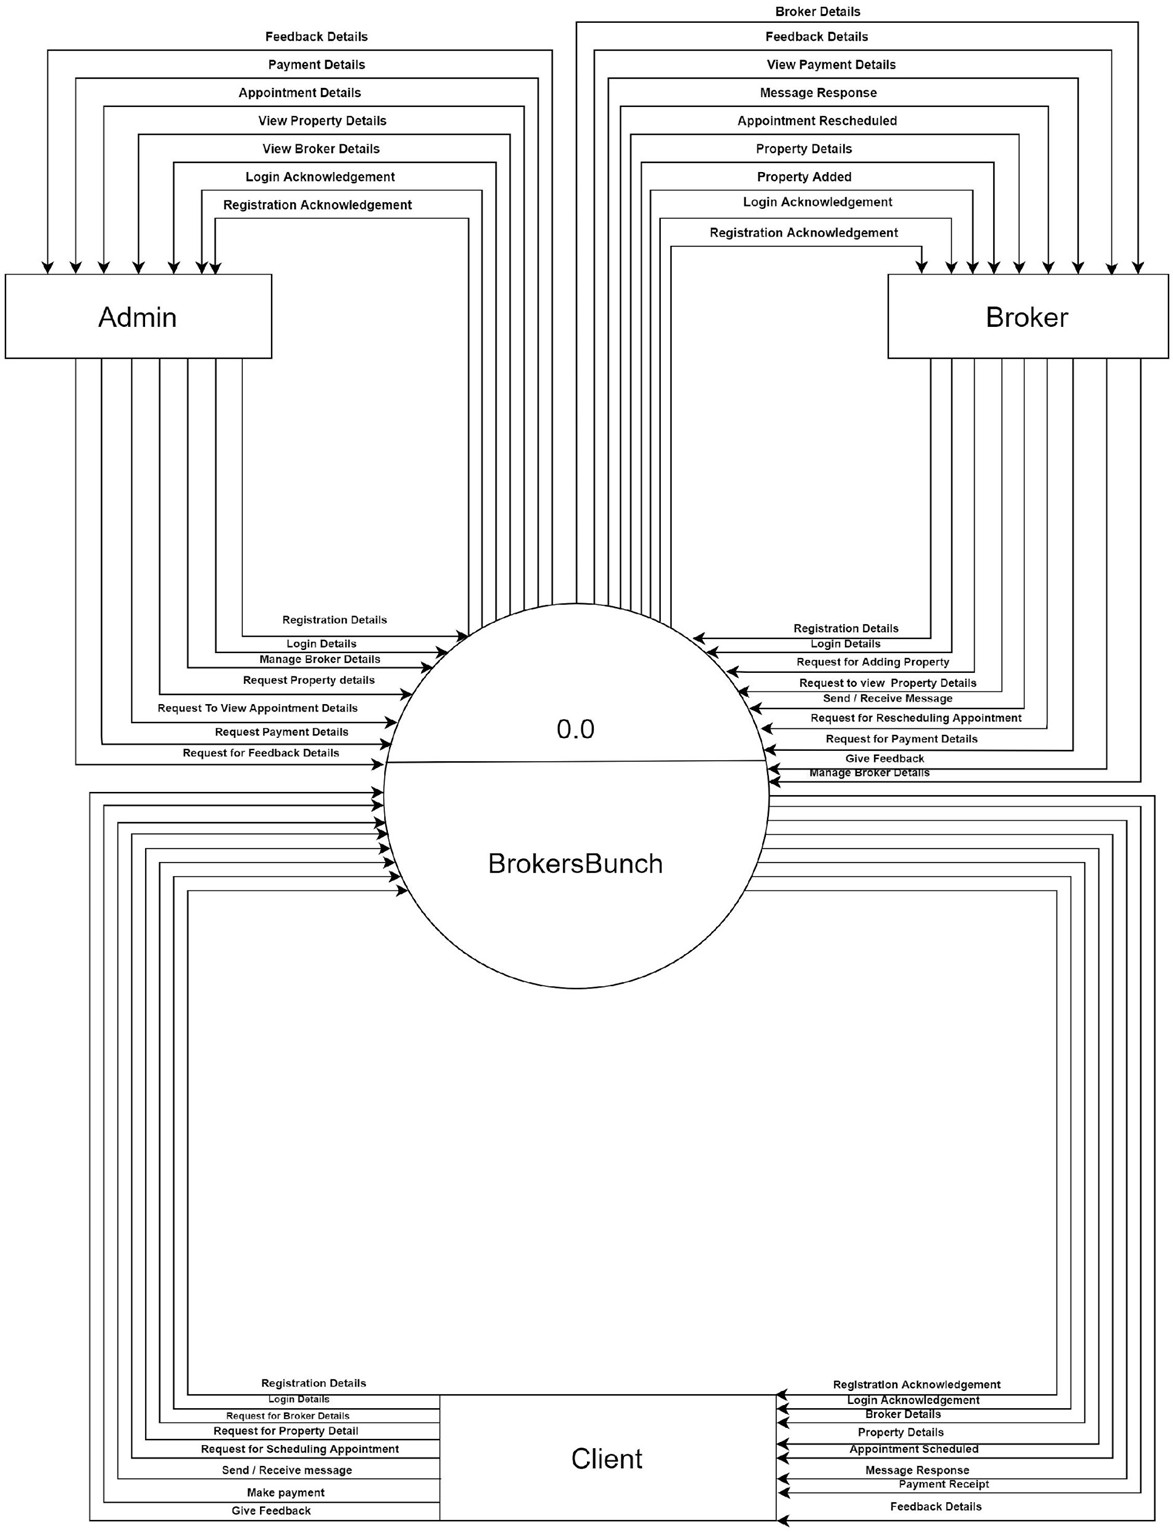 Broker Details
Feedback Details
Feedback Details
Payment Details
View Payment Details
Appointment Details
Message Response
View Property Details
Appointment Rescheduled
View Broker Details
Property Details
Login Acknowledgement
Property Added
Registration Acknowledgement
Login Acknowledgement
Registration Acknowledgement
Admin
Broker
Registration Details
Login Details
Manage Broker Details
Request Property details
Request To View Appointment Details
Request Payment Details
Request for Feedback Details
Registration Details
Login Details
Request for Adding Property
Request to view Property Details
Send / Receive Message
Request for Rescheduling Appointment
Request for Payment Details
Give Feedback
Manage Broker Details
0.0
BrokersBunch
Registration Details
Login Details
Request for Broker Details
Request for Property Detail
Request for Scheduling Appointment
Send / Receive message
Make payment
Give Feedback
Client
Registration Acknowledgement
Login Acknowledgement
Broker Details
Property Details
Appointment Scheduled
Message Response
Payment Receipt
Feedback Details